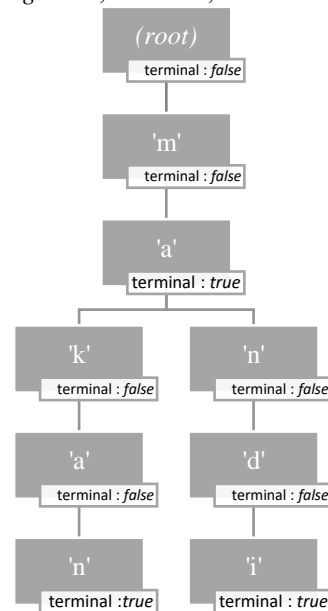 (root)
terminal : false
'm'
terminal : false
'a'
terminal : true
'k' 'n'
terminal : false terminal : false
'a' 'd'
terminal : false terminal : false
'n' 'i'
terminal :true terminal : true